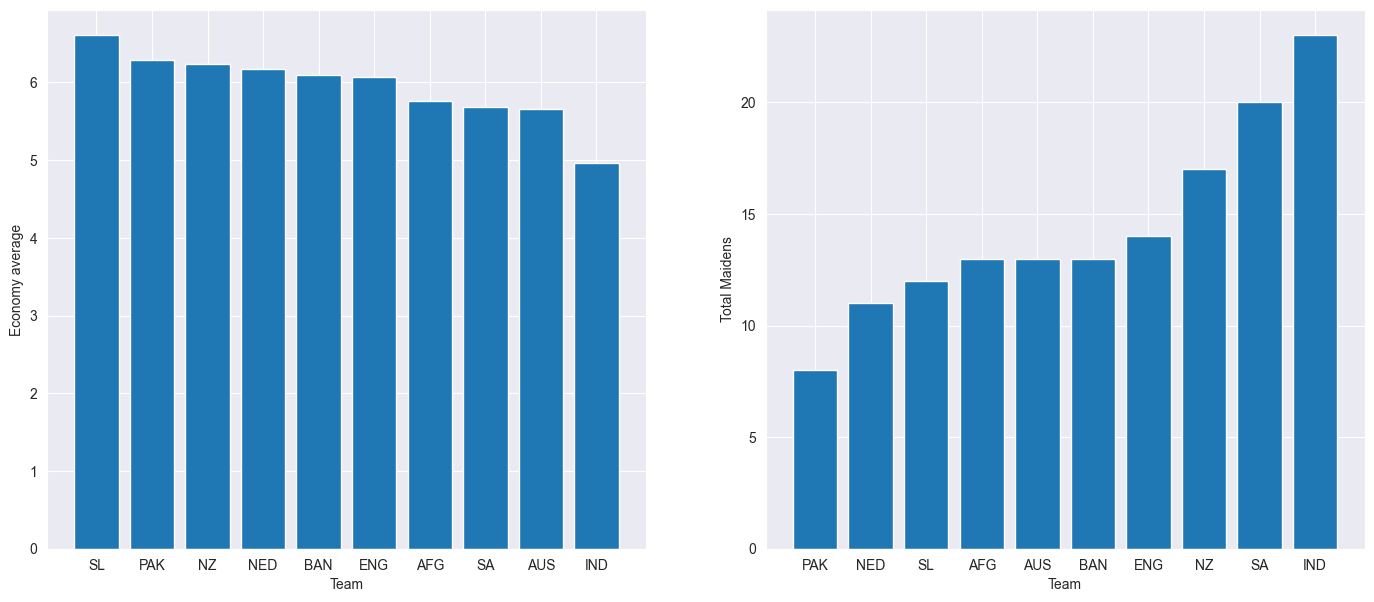 Economy average
6
5
4
3
2
1
0
SL PAK NZ NED BAN ENG AFG SA AUS IND
Team
Total Maidens
20
15
10
5
0
PAK NED SL AFG AUS BAN ENG NZ SA IND
Team